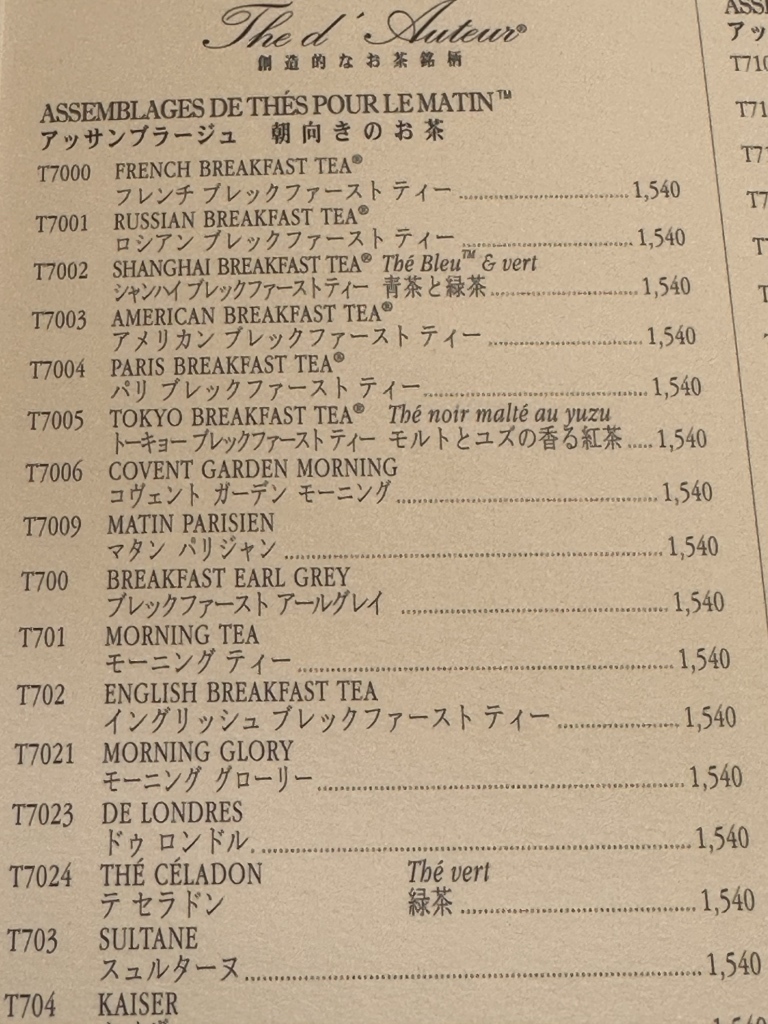 The d'Auteur®
創造的なお茶銘柄
ASSEMBLAGES DE THÉS POUR LE MATIN™
アッサンブラージュ 朝向きのお茶
T7000 FRENCH BREAKFAST TEA®
フレンチ ブレックファースト ティー 1,540
T7001 RUSSIAN BREAKFAST TEA®
ロシアン ブレックファースト ティー 1,540
T7002 SHANGHAI BREAKFAST TEA® Thé Bleu™ & vert
シャンハイ ブレックファーストティー 青茶と緑茶 1,540
T7003 AMERICAN BREAKFAST TEA®
アメリカン ブレックファースト ティー 1,540
T7004 PARIS BREAKFAST TEA®
パリ ブレックファースト ティー 1,540
T7005 TOKYO BREAKFAST TEA® Thé noir malté au yuzu
トーキョー ブレックファースト ティー モルトとユズの香る紅茶 1,540
T7006 COVENT GARDEN MORNING
コヴェント ガーデン モーニング 1,540
T7009 MATIN PARISIEN
マタン パリジャン 1,540
T700 BREAKFAST EARL GREY
ブレックファースト アールグレイ 1,540
T701 MORNING TEA
モーニング ティー 1,540
T702 ENGLISH BREAKFAST TEA
イングリッシュ ブレックファースト ティー 1,540
T7021 MORNING GLORY
モーニング グローリー 1,540
T7023 DE LONDRES
ドゥ ロンドル 1,540
T7024 THÉ CÉLADON Thé vert
テ セラドン 緑茶 1,540
T703 SULTANE
スュルターヌ 1,540
T704 KAISER
ASS
アッ
T710
T71
T71
T7
T
T